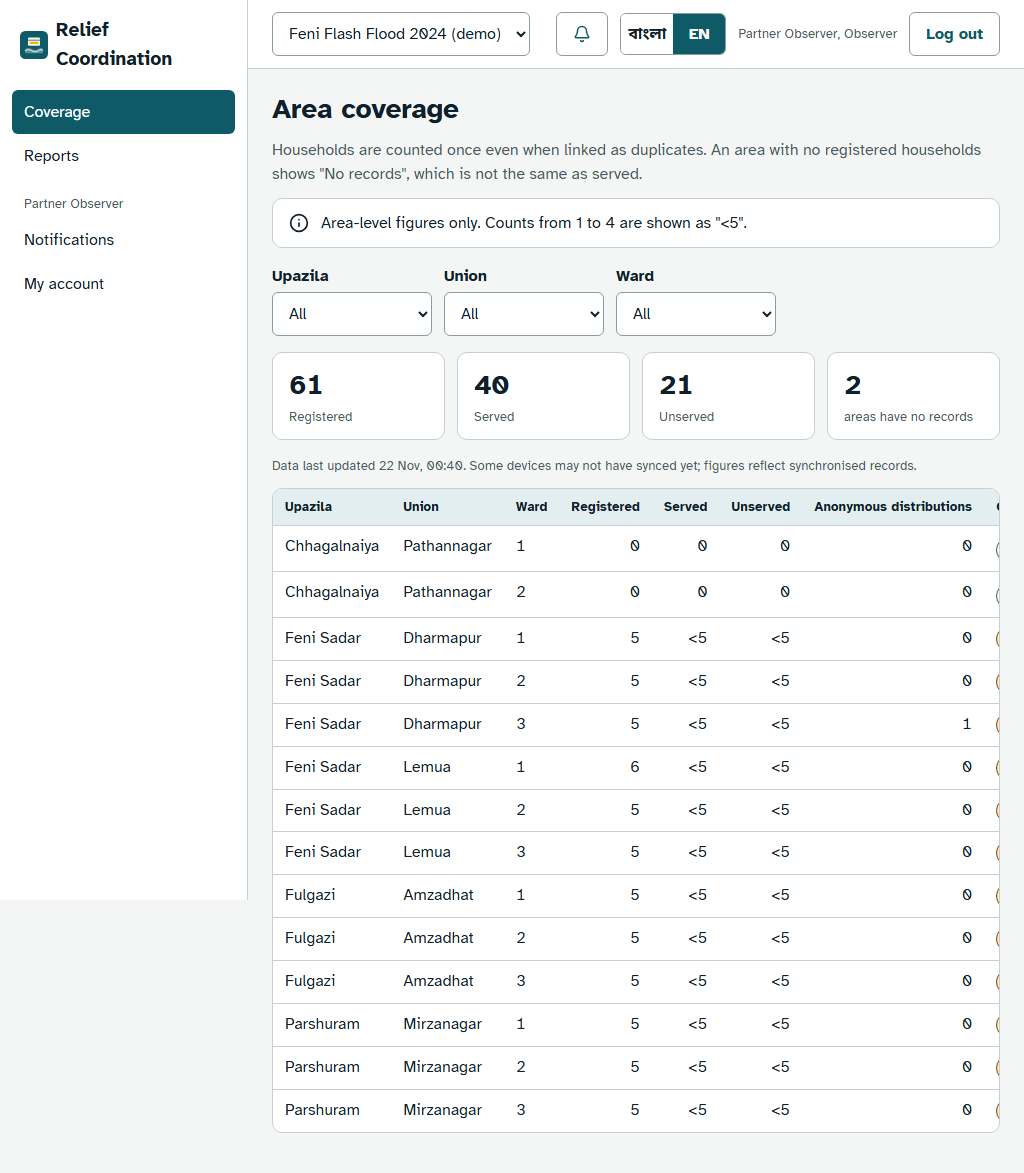 Relief
Coordination
Feni Flash Flood 2024 (demo)
বাংলা
EN
Partner Observer, Observer
Log out
Coverage
Reports
Partner Observer
Notifications
My account
Area coverage
Households are counted once even when linked as duplicates. An area with no registered households
shows "No records", which is not the same as served.
Area-level figures only. Counts from 1 to 4 are shown as "<5".
Upazila Union Ward
All All All
61 40 21 2
Registered Served Unserved areas have no records
Data last updated 22 Nov, 00:40. Some devices may not have synced yet; figures reflect synchronised records.
Upazila Union Ward Registered Served Unserved Anonymous distributions
Chhagalnaiya Pathannagar 1 0 0 0 0
Chhagalnaiya Pathannagar 2 0 0 0 0
Feni Sadar Dharmapur 1 5 <5 <5 0
Feni Sadar Dharmapur 2 5 <5 <5 0
Feni Sadar Dharmapur 3 5 <5 <5 1
Feni Sadar Lemua 1 6 <5 <5 0
Feni Sadar Lemua 2 5 <5 <5 0
Feni Sadar Lemua 3 5 <5 <5 0
Fulgazi Amzadhat 1 5 <5 <5 0
Fulgazi Amzadhat 2 5 <5 <5 0
Fulgazi Amzadhat 3 5 <5 <5 0
Parshuram Mirzanagar 1 5 <5 <5 0
Parshuram Mirzanagar 2 5 <5 <5 0
Parshuram Mirzanagar 3 5 <5 <5 0